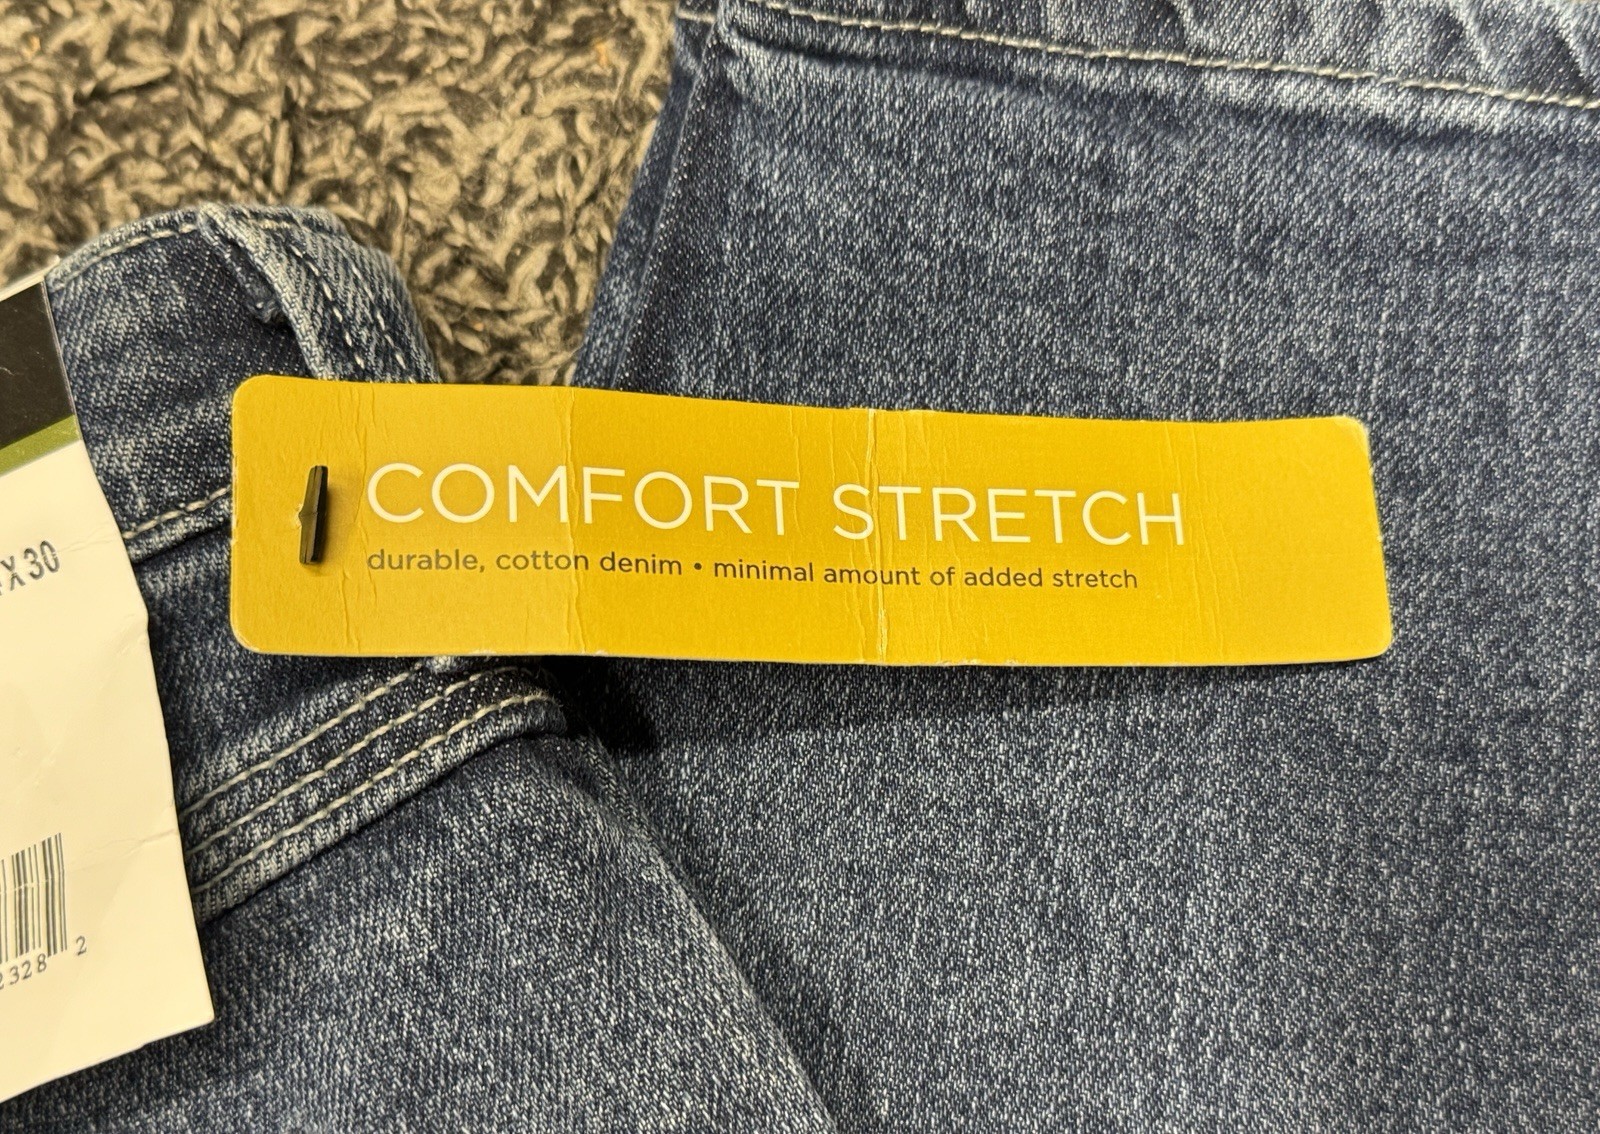 COMFORT STRETCH
durable, cotton denim • minimal amount of added stretch
X30
2328 2